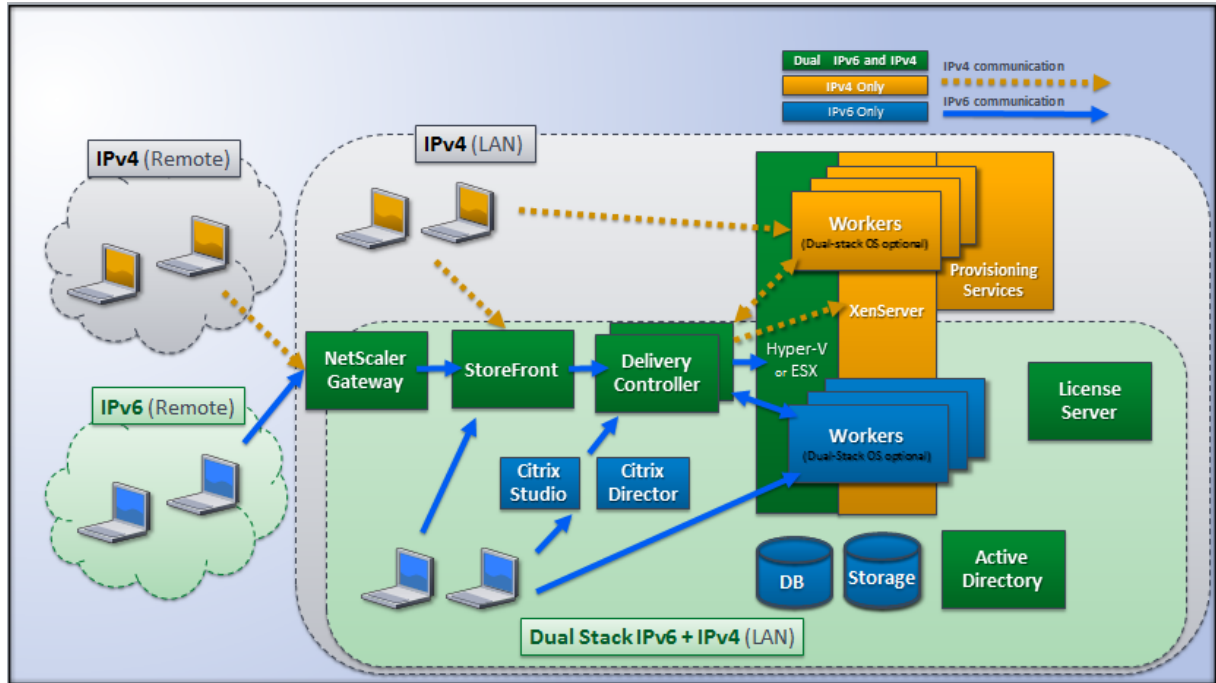 Dual IPv6 and IPv4
IPv4 Only
IPv6 Only
IPv4 communication
IPv6 communication
IPv4 (Remote)
IPv4 (LAN)
Workers
(Dual-stack OS optional)
Provisioning
Services
XenServer
NetScaler
Gateway
StoreFront
Delivery
Controller
Hyper-V
or ESX
License
Server
IPv6 (Remote)
Workers
(Dual-Stack OS optional)
Citrix
Studio
Citrix
Director
DB
Storage
Active
Directory
Dual Stack IPv6 + IPv4 (LAN)